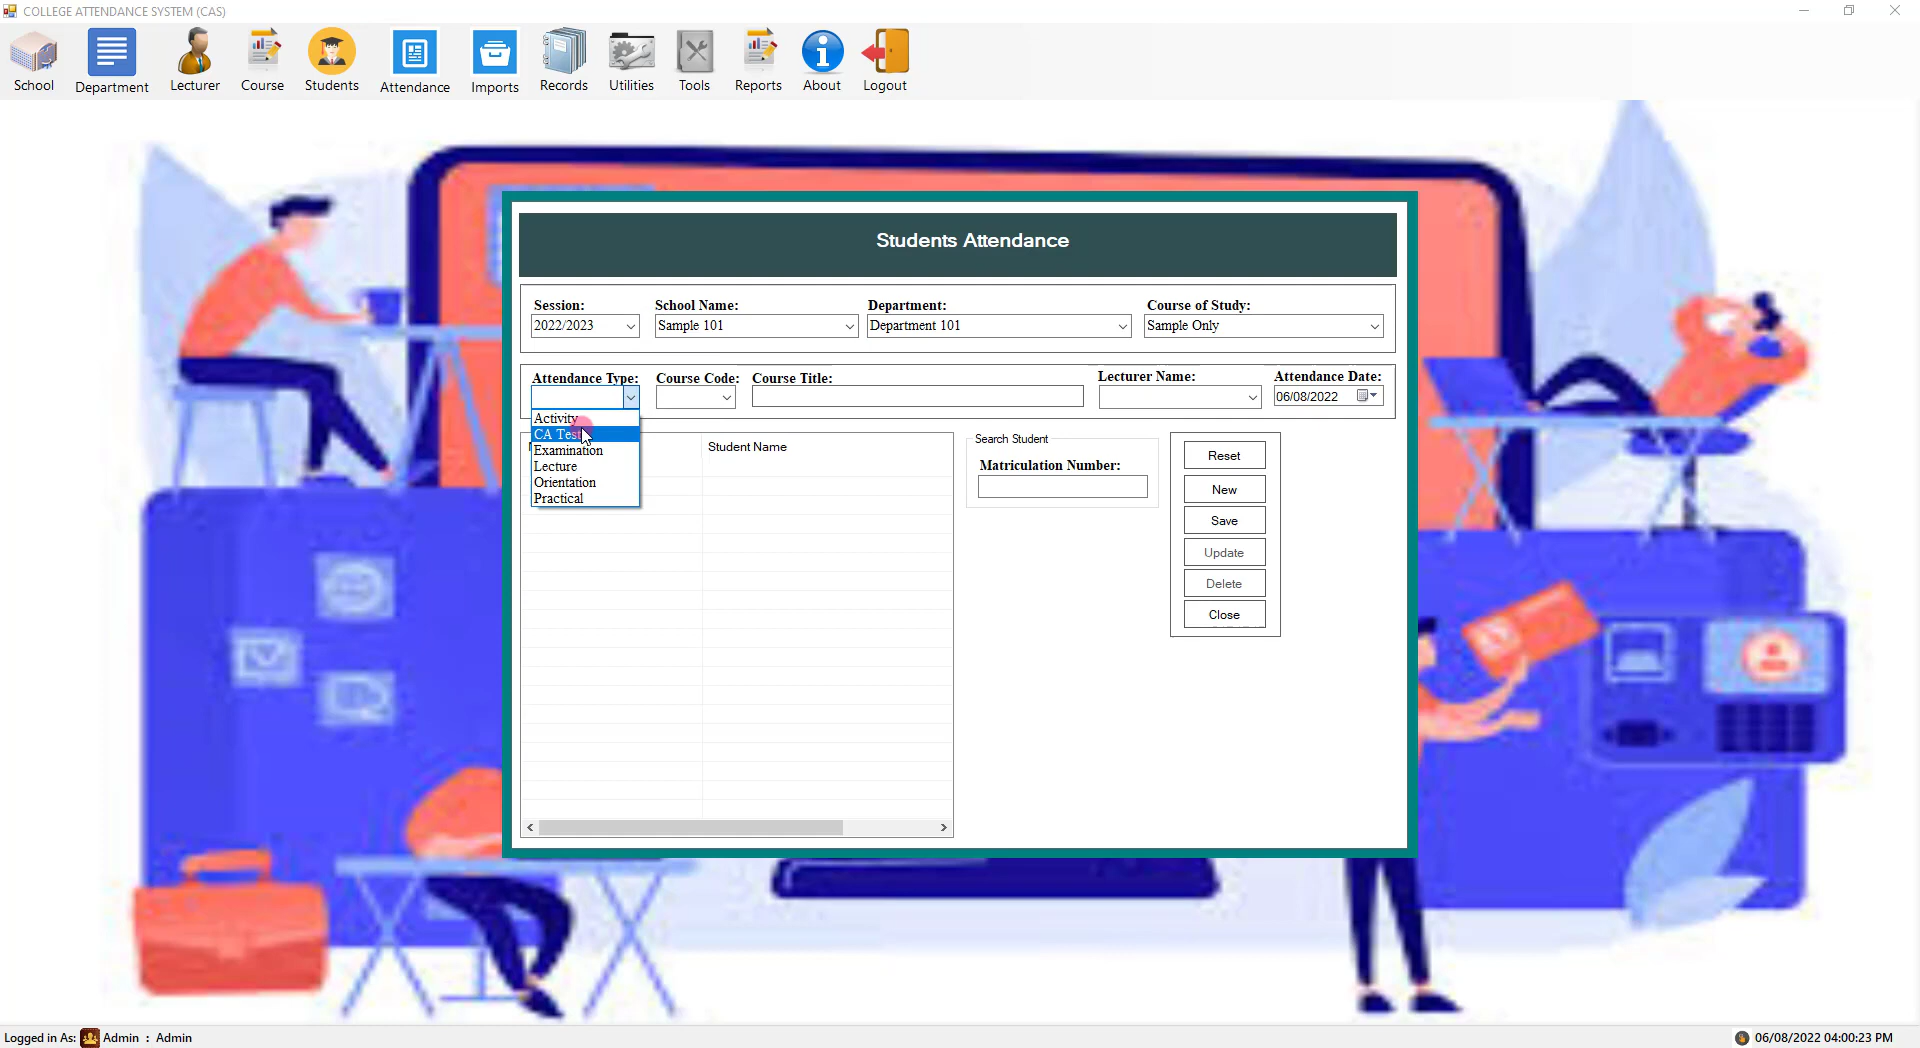 COLLEGE ATTENDANCE SYSTEM (CAS)
School
Department
Lecturer
Course
Students
Attendance
Imports
Records
Utilities
Tools
Reports
About
Logout
Students Attendance
Session:
School Name:
Department:
Course of Study:
2022/2023
Sample 101
Department 101
Sample Only
Attendance Type:
Course Code:
Course Title:
Lecturer Name:
Attendance Date:
06/08/2022
Activity
CA Test
Examination
Lecture
Orientation
Practical
Student Name
Search Student
Matriculation Number:
Reset
New
Save
Update
Delete
Close
Logged in As: Admin : Admin
06/08/2022 04:00:23 PM